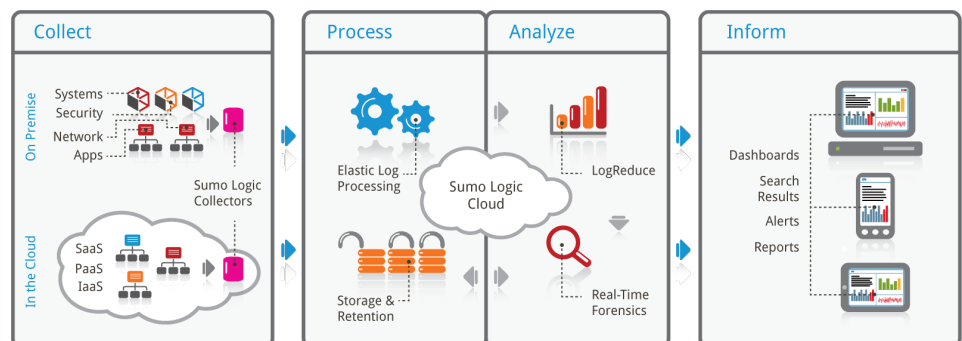 Collect
On Premise
Systems
Security
Network
Apps
Sumo Logic
Collectors
In the Cloud
SaaS
PaaS
IaaS
Process
Elastic Log
Processing
Storage &
Retention
Sumo Logic
Cloud
Analyze
LogReduce
Real-Time
Forensics
Inform
Dashboards
Search
Results
Alerts
Reports